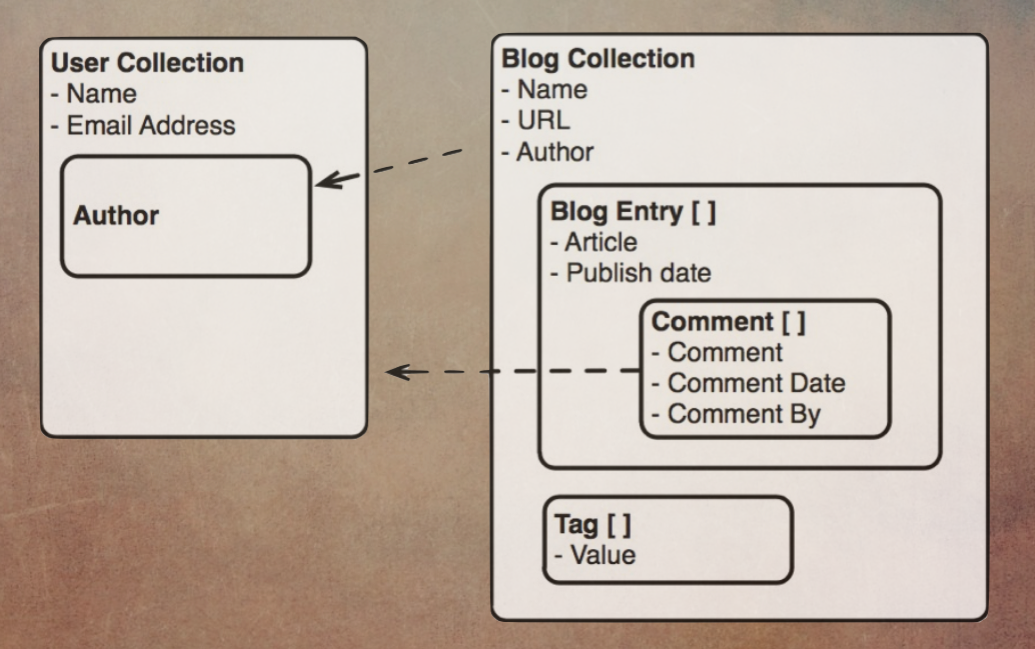 User Collection
- Name
- Email Address
Author
Blog Collection
- Name
- URL
- Author
Blog Entry [ ]
- Article
- Publish date
Comment [ ]
- Comment
- Comment Date
- Comment By
Tag [ ]
- Value